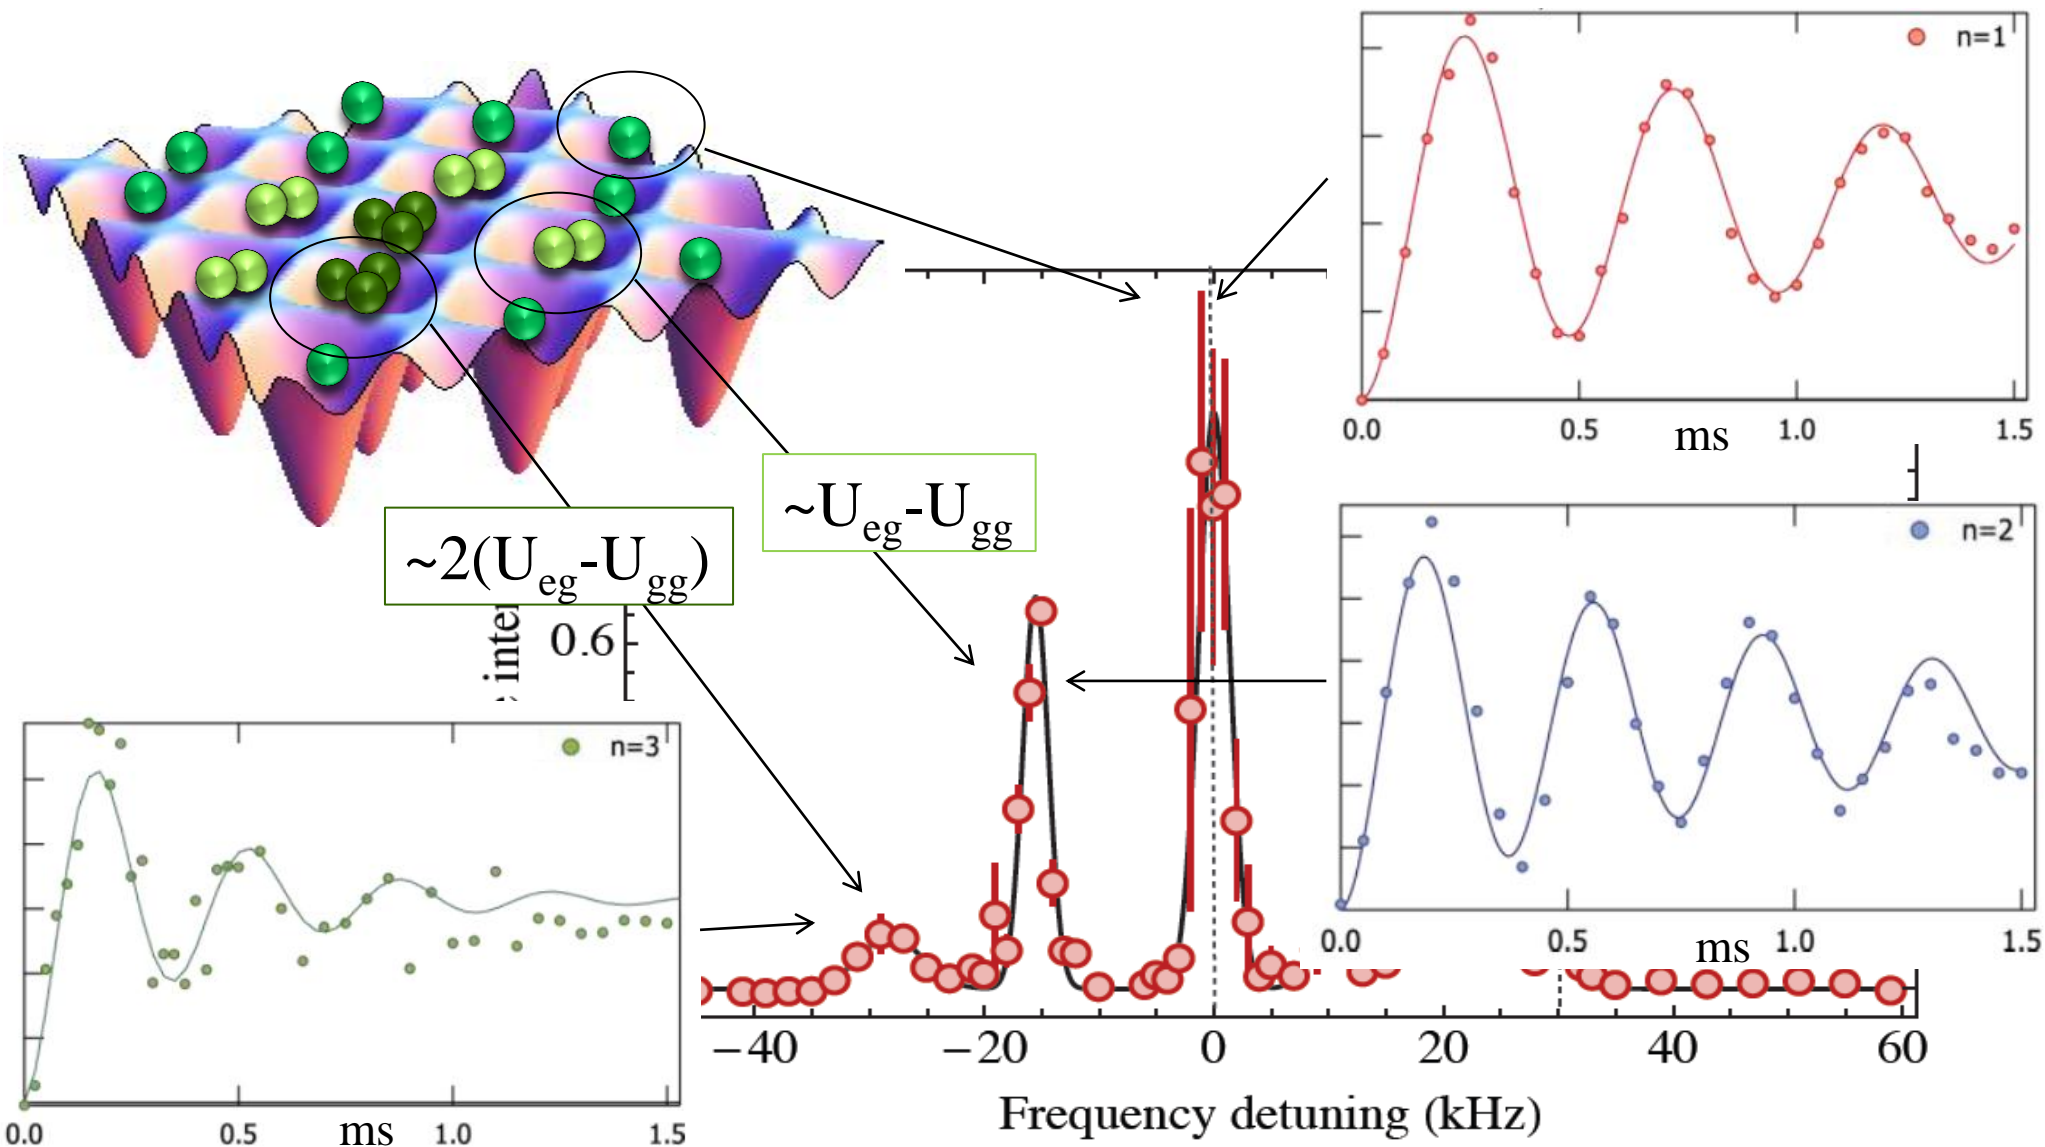 n=1
0.0 0.5 ms 1.0 1.5
~U_eg-U_gg
~2(U_eg-U_gg)
n=2
0.0 0.5 ms 1.0 1.5
0.6
n=3
0.0 0.5 ms 1.0 1.5
−40 −20 0 20 40 60
Frequency detuning (kHz)